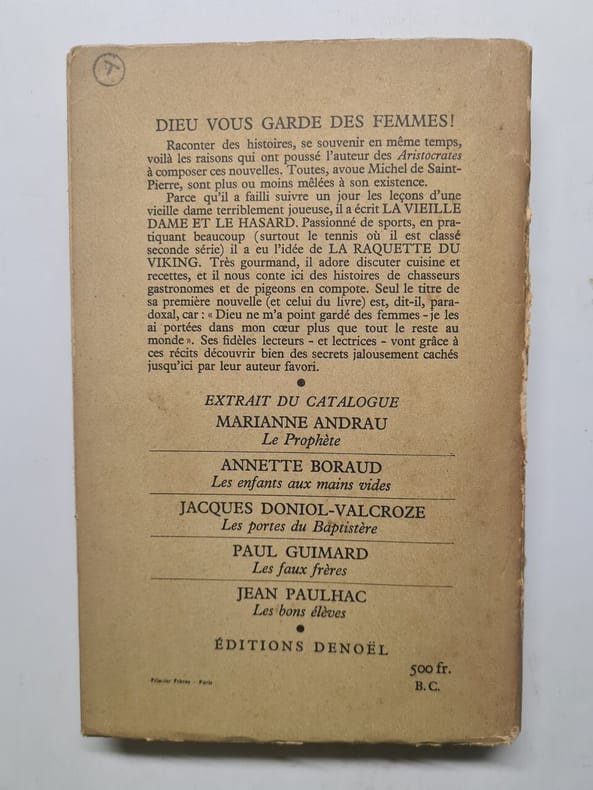 T
DIEU VOUS GARDE DES FEMMES!
Raconter des histoires, se souvenir en même temps,
voilà les raisons qui ont poussé l'auteur des Aristocrates
à composer ces nouvelles. Toutes, avoue Michel de Saint-
Pierre, sont plus ou moins mêlées à son existence.
Parce qu'il a failli suivre un jour les leçons d'une
vieille dame terriblement joueuse, il a écrit LA VIEILLE
DAME ET LE HASARD. Passionné de sports, en pra-
tiquant beaucoup (surtout le tennis où il est classé
seconde série) il a eu l'idée de LA RAQUETTE DU
VIKING. Très gourmand, il adore discuter cuisine et
recettes, et il nous conte ici des histoires de chasseurs
gastronomes et de pigeons en compote. Seul le titre de
sa première nouvelle (et celui du livre) est, dit-il, para-
doxal, car : « Dieu ne m'a point gardé des femmes - je les
ai portées dans mon cœur plus que tout le reste au
monde ». Ses fidèles lecteurs - et lectrices - vont grâce à
ces récits découvrir bien des secrets jalousement cachés
jusqu'ici par leur auteur favori.
●
EXTRAIT DU CATALOGUE
MARIANNE ANDRAU
Le Prophète
ANNETTE BORAUD
Les enfants aux mains vides
JACQUES DONIOL-VALCROZE
Les portes du Baptistère
PAUL GUIMARD
Les faux frères
JEAN PAULHAC
Les bons élèves
●
ÉDITIONS DENOËL
500 fr.
B. C.
Frères - Paris